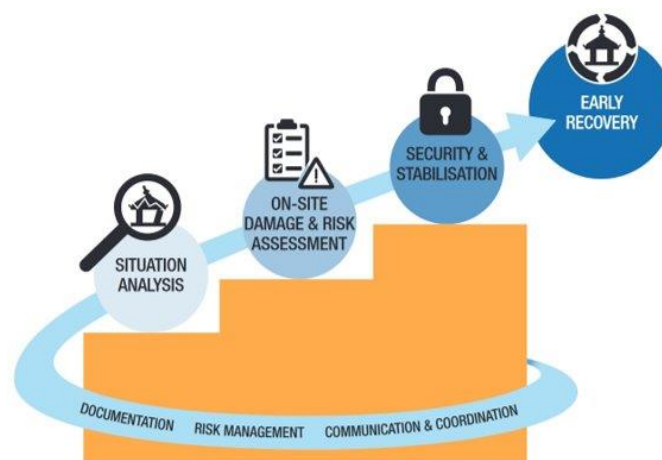 SITUATION
ANALYSIS
ON-SITE
DAMAGE & RISK
ASSESSMENT
SECURITY &
STABILISATION
EARLY
RECOVERY
DOCUMENTATION RISK MANAGEMENT COMMUNICATION & COORDINATION